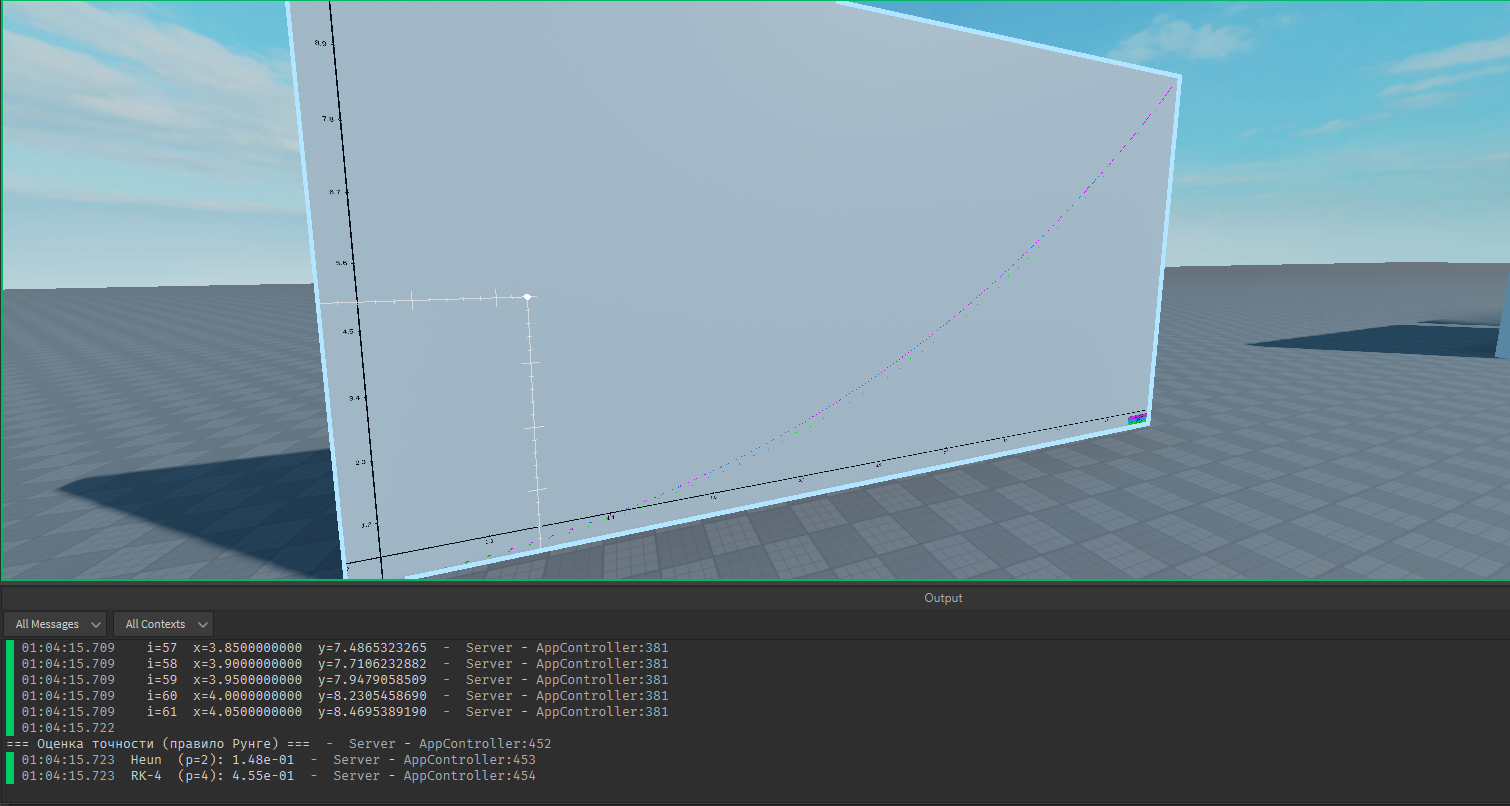 8.9
7.8
6.7
5.6
4.5
3.4
2.3
1.2
Output
All Messages
All Contexts
01:04:15.709 i=57 x=3.8500000000 y=7.4865323265 - Server - AppController:381
01:04:15.709 i=58 x=3.9000000000 y=7.7106232882 - Server - AppController:381
01:04:15.709 i=59 x=3.9500000000 y=7.9479058509 - Server - AppController:381
01:04:15.709 i=60 x=4.0000000000 y=8.2305458690 - Server - AppController:381
01:04:15.709 i=61 x=4.0500000000 y=8.4695389190 - Server - AppController:381
01:04:15.722
=== Оценка точности (правило Рунге) === - Server - AppController:452
01:04:15.723 Heun (p=2): 1.48e-01 - Server - AppController:453
01:04:15.723 RK-4 (p=4): 4.55e-01 - Server - AppController:454